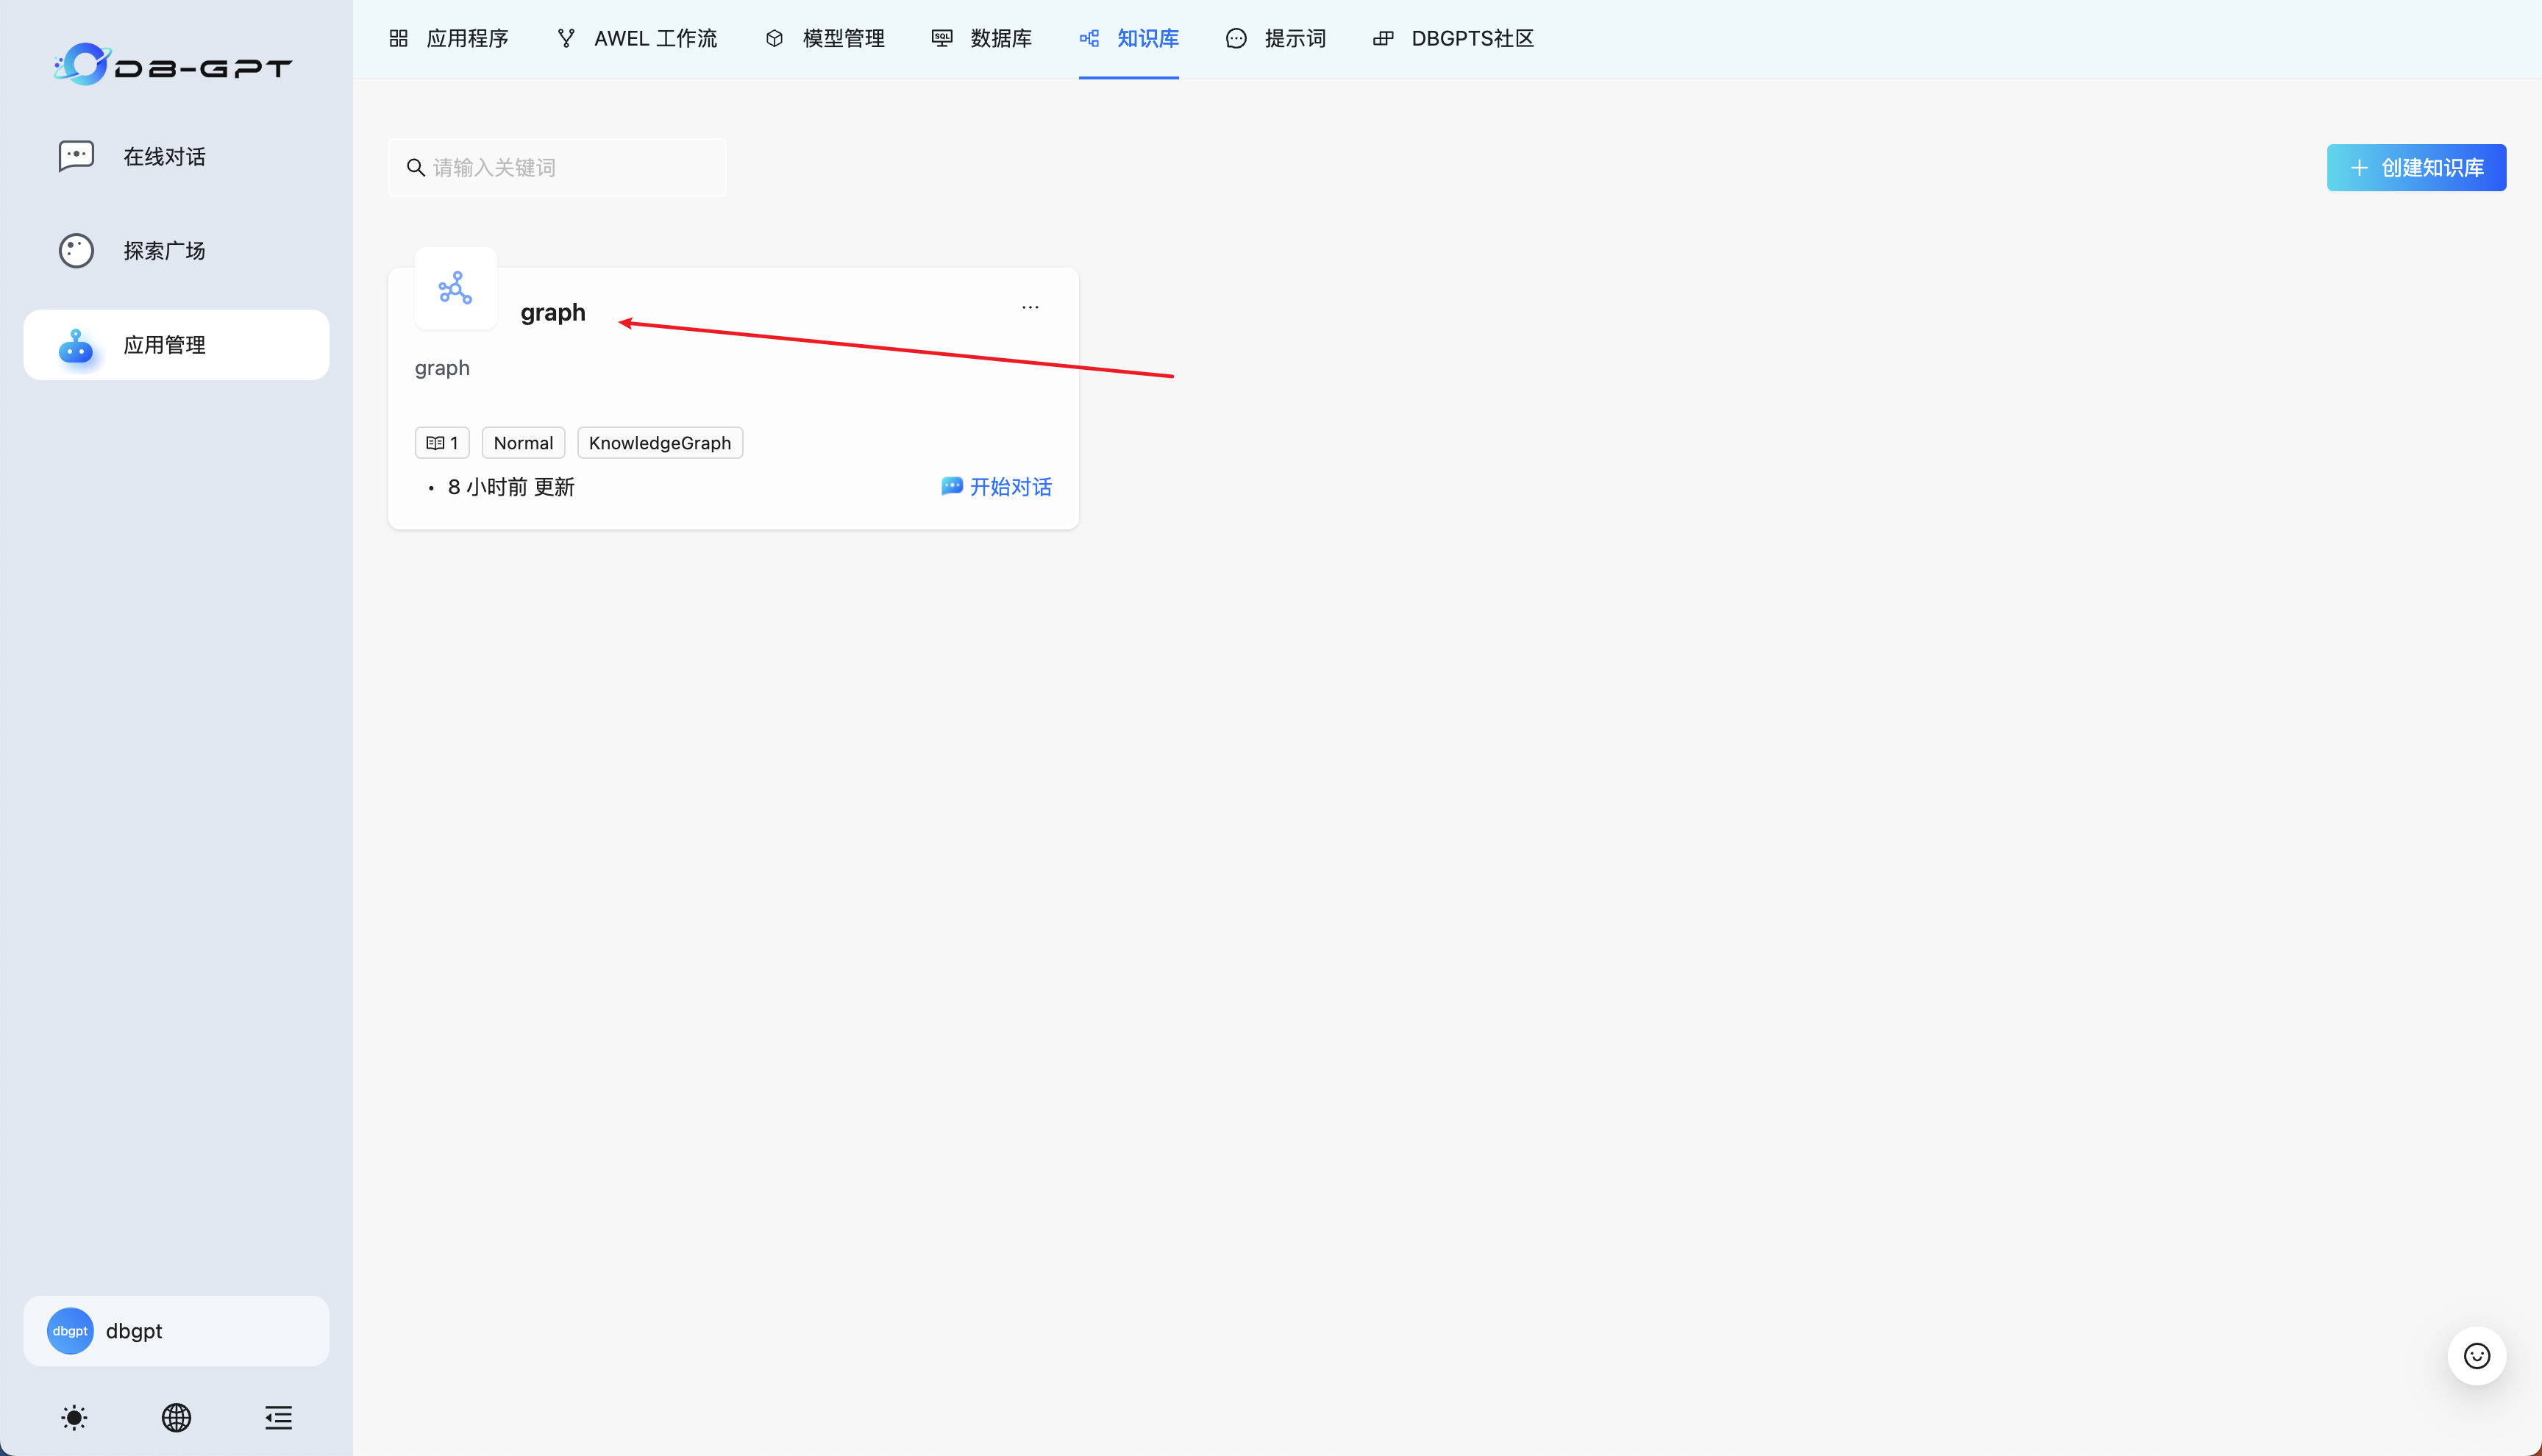 DB-GPT
在线对话
探索广场
应用管理
dbgpt
dbgpt
应用程序
AWEL 工作流
模型管理
SQL
数据库
知识库
提示词
DBGPTS社区
请输入关键词
创建知识库
graph
graph
1
Normal
KnowledgeGraph
• 8 小时前 更新
开始对话